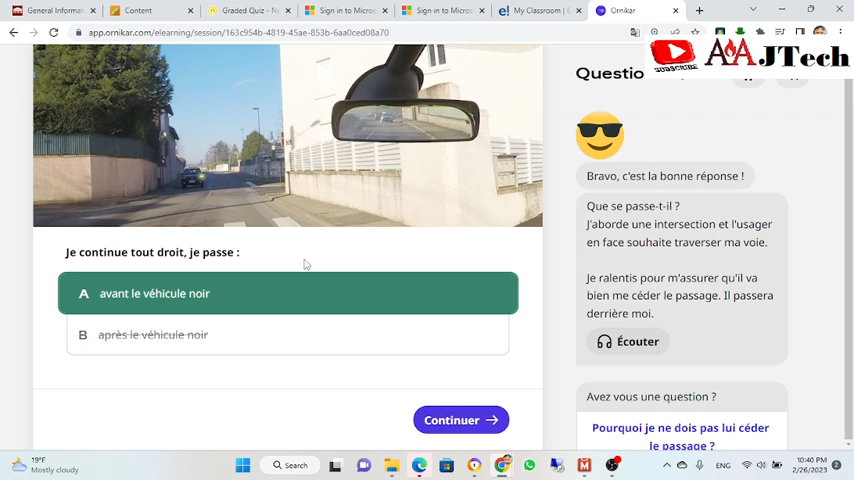 General Informat
Content
Graded Quiz - Ne
Sign in to Microso
Sign in to Microso
My Classroom | E
Ornikar
app.ornikar.com/elearning/session/163c954b-4819-45ae-853b-6aa0ced08a70
SUBSCRIBE
AAJTech
Questio
Je continue tout droit, je passe :
A avant le véhicule noir
B après le véhicule noir
Continuer
Bravo, c'est la bonne réponse !
Que se passe-t-il ?
J'aborde une intersection et l'usager
en face souhaite traverser ma voie.
Je ralentis pour m'assurer qu'il va
bien me céder le passage. Il passera
derrière moi.
Écouter
Avez vous une question ?
Pourquoi je ne dois pas lui céder
le passage ?
19°F
Mostly cloudy
Search
ENG
10:40 PM
2/26/2023